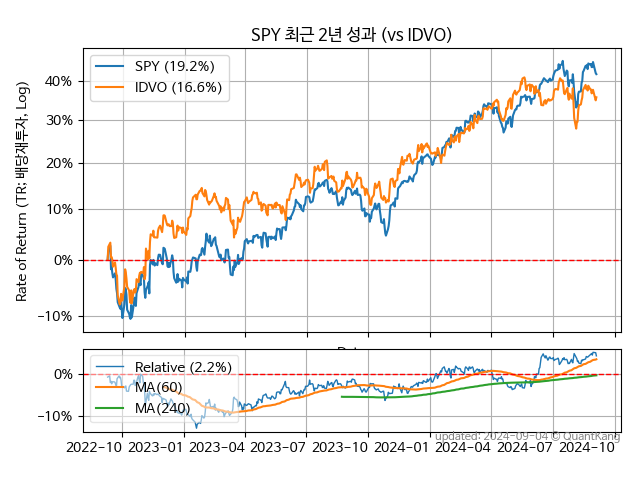 SPY 최근 2년 성과 (vs IDVO)
Rate of Return (TR: 배당재투자, Log)
SPY (19.2%)
IDVO (16.6%)
40%
30%
20%
10%
0%
−10%
Relative (2.2%)
MA(60)
MA(240)
0%
−10%
updated: 2024-09-04 © QuantKang
2022-10 2023-01 2023-04 2023-07 2023-10 2024-01 2024-04 2024-07 2024-10